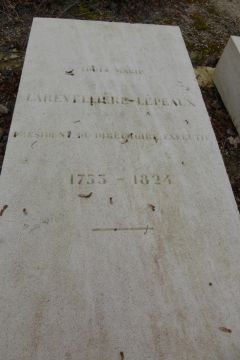 LOUIS MARIE
LAREVELLIERE-LEPEAUX
PRESIDENT DU DIRECTOIRE EXECUTIF
1753 - 1824